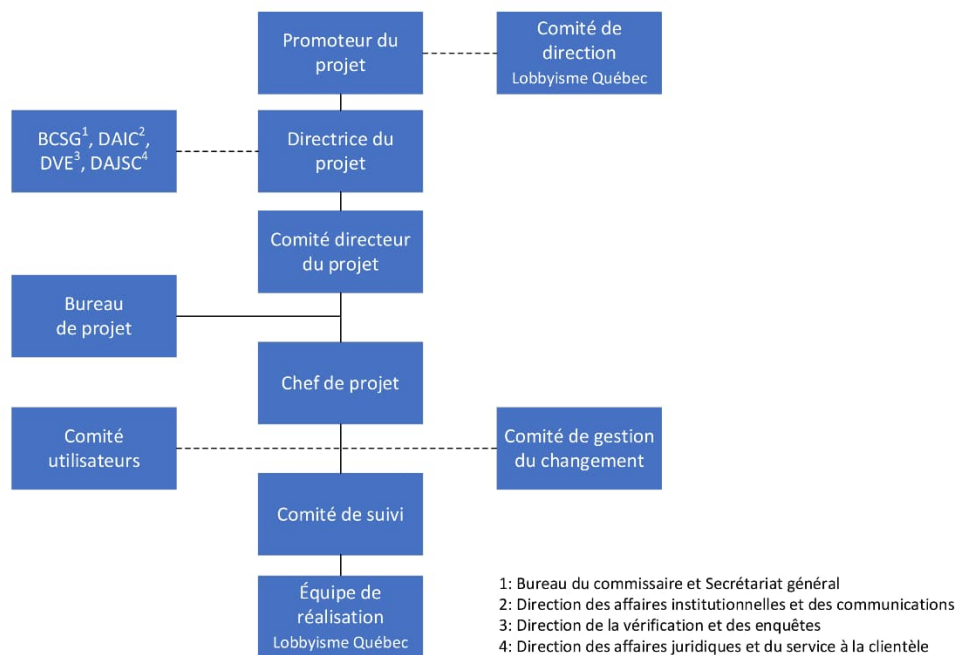 Promoteur du
projet
Comité de
direction
Lobbyisme Québec
BCSG¹, DAIC²,
DVE³, DAJSC⁴
Directrice du
projet
Comité directeur
du projet
Bureau
de projet
Chef de projet
Comité
utilisateurs
Comité de gestion
du changement
Comité de suivi
Équipe de
réalisation
Lobbyisme Québec
1: Bureau du commissaire et Secrétariat général
2: Direction des affaires institutionnelles et des communications
3: Direction de la vérification et des enquêtes
4: Direction des affaires juridiques et du service à la clientèle